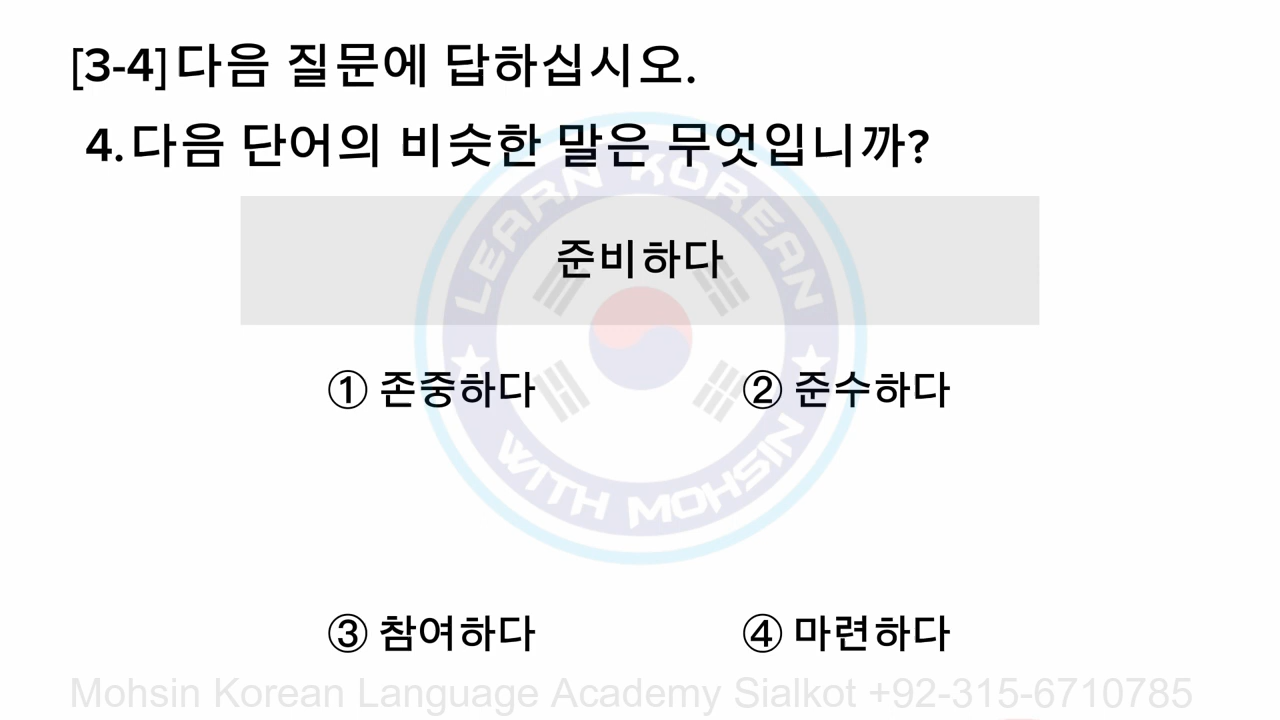 [3-4]다음 질문에 답하십시오.
4.다음 단어의 비슷한 말은 무엇입니까?
LEARN KOREAN
준비하다
① 존중하다 ② 준수하다
WITH MOHSIN
③ 참여하다 ④ 마련하다
Mohsin Korean Language Academy Sialkot +92-315-6710785